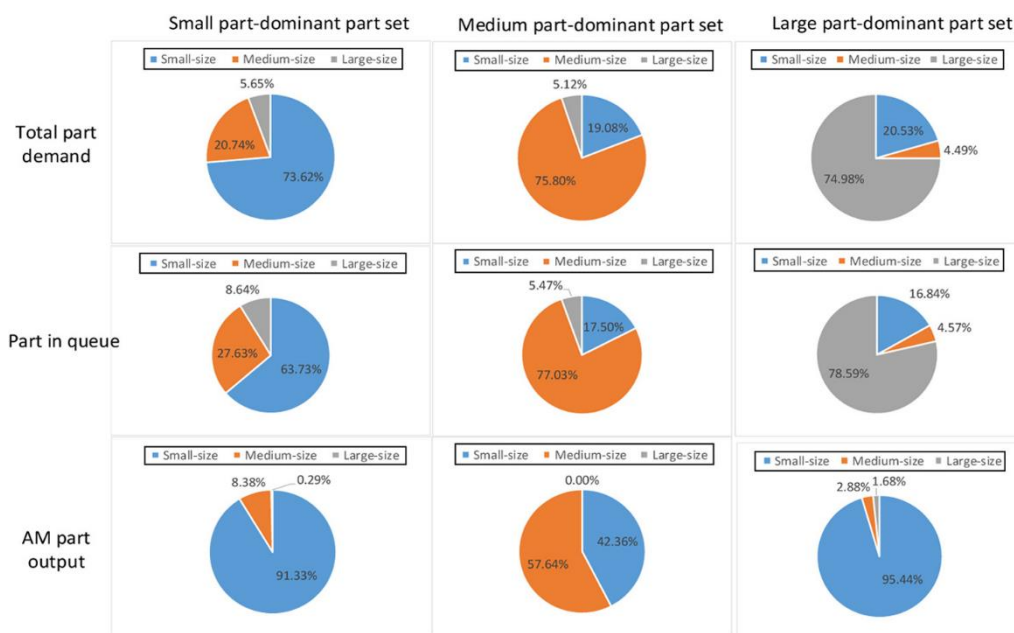 Small part-dominant part set
Medium part-dominant part set
Large part-dominant part set
Total part
demand
Small-size Medium-size Large-size
5.65%
20.74%
73.62%
Small-size Medium-size Large-size
5.12%
19.08%
75.80%
Small-size Medium-size Large-size
20.53%
4.49%
74.98%
Part in queue
Small-size Medium-size Large-size
8.64%
27.63%
63.73%
Small-size Medium-size Large-size
5.47%
17.50%
77.03%
Small-size Medium-size Large-size
16.84%
4.57%
78.59%
AM part
output
Small-size Medium-size Large-size
8.38%
0.29%
91.33%
Small-size Medium-size Large-size
0.00%
42.36%
57.64%
Small-size Medium-size Large-size
2.88%
1.68%
95.44%